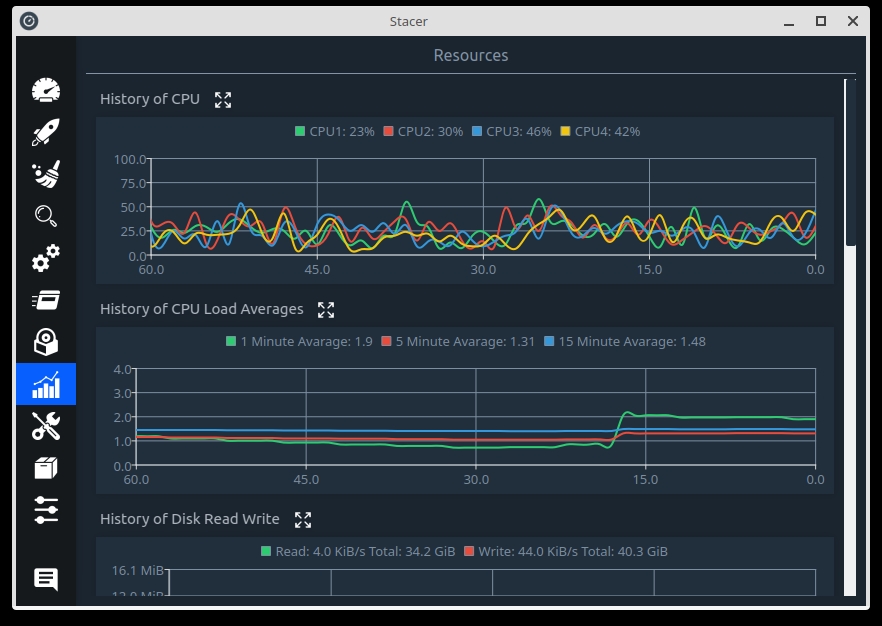 Stacer
Resources
History of CPU
CPU1: 23% CPU2: 30% CPU3: 46% CPU4: 42%
100.0
75.0
50.0
25.0
0.0
60.0 45.0 30.0 15.0 0.0
History of CPU Load Averages
1 Minute Avarage: 1.9 5 Minute Avarage: 1.31 15 Minute Avarage: 1.48
4.0
3.0
2.0
1.0
0.0
60.0 45.0 30.0 15.0 0.0
History of Disk Read Write
Read: 4.0 KiB/s Total: 34.2 GiB Write: 44.0 KiB/s Total: 40.3 GiB
16.1 MiB